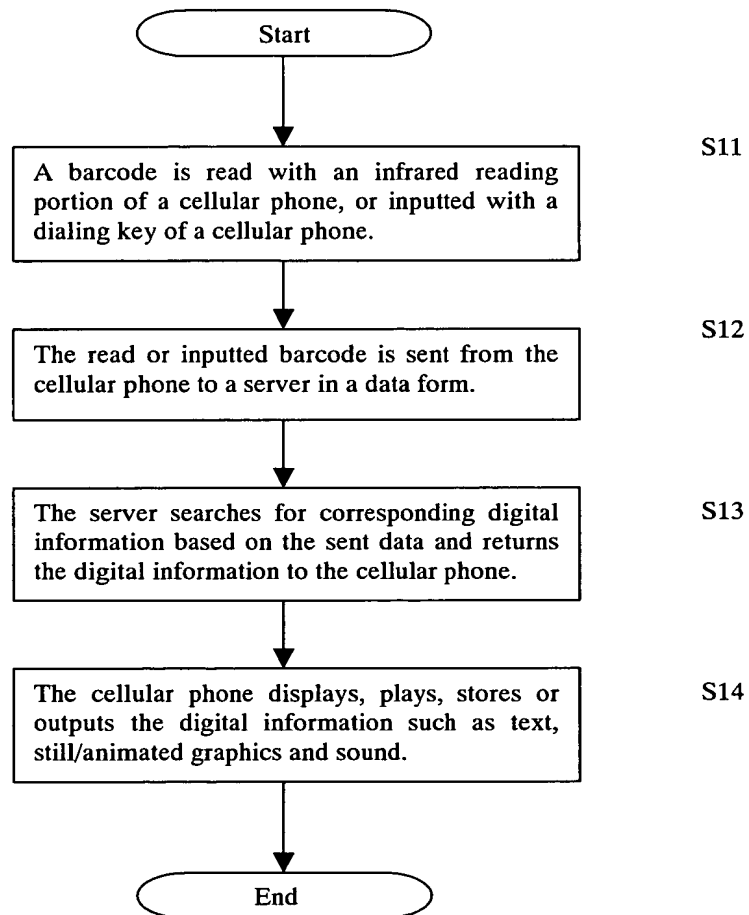 Start
S11
A barcode is read with an infrared reading
portion of a cellular phone, or inputted with a
dialing key of a cellular phone.
S12
The read or inputted barcode is sent from the
cellular phone to a server in a data form.
S13
The server searches for corresponding digital
information based on the sent data and returns
the digital information to the cellular phone.
S14
The cellular phone displays, plays, stores or
outputs the digital information such as text,
still/animated graphics and sound.
End